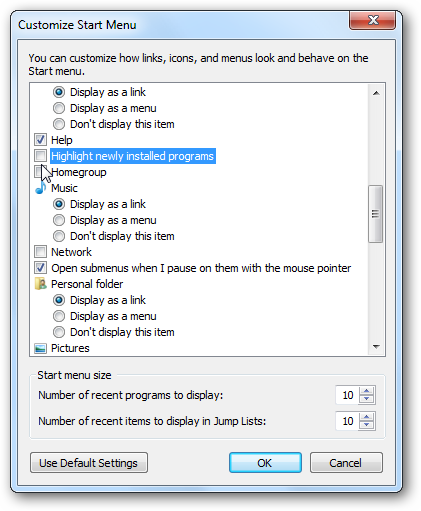 Customize Start Menu
You can customize how links, icons, and menus look and behave on the
Start menu.
Display as a link
Display as a menu
Don't display this item
Help
Highlight newly installed programs
Homegroup
Music
Display as a link
Display as a menu
Don't display this item
Network
Open submenus when I pause on them with the mouse pointer
Personal folder
Display as a link
Display as a menu
Don't display this item
Pictures
Start menu size
Number of recent programs to display: 10
Number of recent items to display in Jump Lists: 10
Use Default Settings OK Cancel